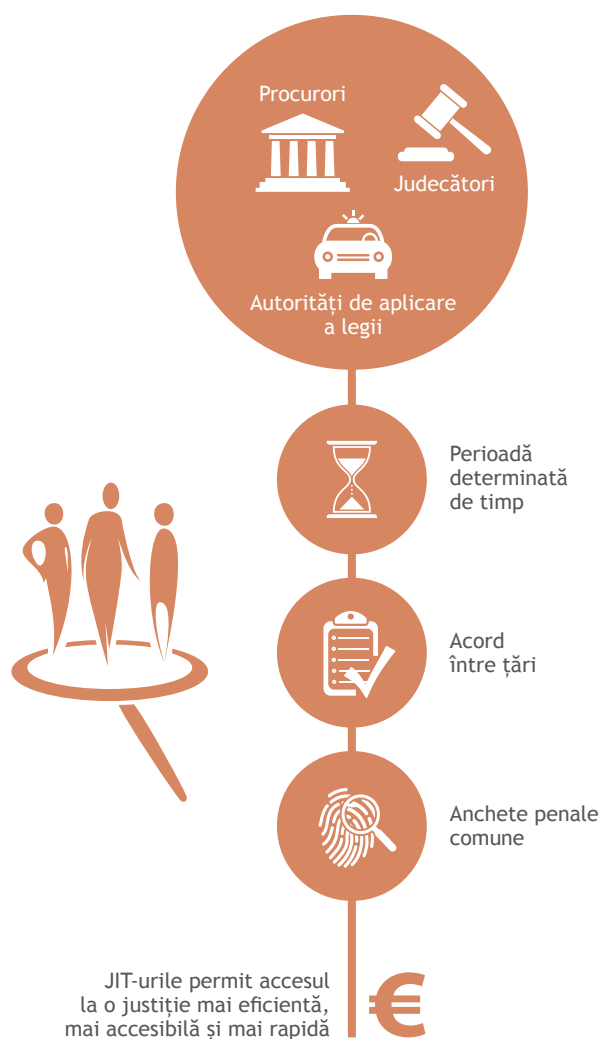 Procurori
Judecători
Autorități de aplicare
a legii
Perioadă
determinată
de timp
Acord
între țări
Anchete penale
comune
JIT-urile permit accesul
la o justiție mai eficientă,
mai accesibilă și mai rapidă
€